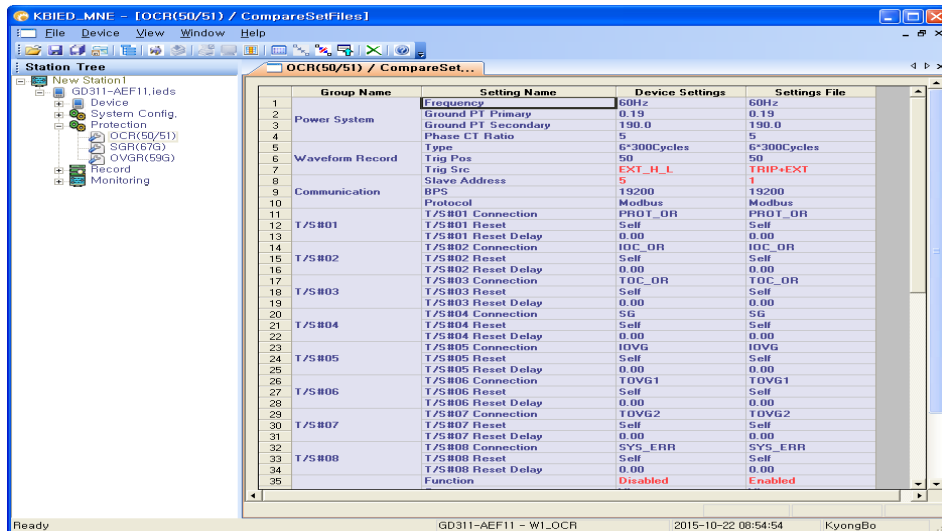 KBIED_MNE - [OCR(50/51) / CompareSetFiles]
File Device View Window Help
Station Tree
OCR(50/51) / CompareSet...
New Station1
GD311-AEF11.ieds
Device
System Config.
Protection
OCR(50/51)
SGR(67G)
OVGR(59G)
Record
Monitoring
Group Name Setting Name Device Settings Settings File
1 Frequency 60Hz 60Hz
2 Power System Ground PT Primary 0.19 0.19
3 Ground PT Secondary 190.0 190.0
4 Phase CT Ratio 5 5
5 Type 6*300Cycles 6*300Cycles
6 Waveform Record Trig Pos 50 50
7 Trig Src EXT_H_L TRIP+EXT
8 Slave Address 5 1
9 Communication BPS 19200 19200
10 Protocol Modbus Modbus
11 T/S#01 Connection PROT_OR PROT_OR
12 T/S#01 T/S#01 Reset Self Self
13 T/S#01 Reset Delay 0.00 0.00
14 T/S#02 Connection IOC_OR IOC_OR
15 T/S#02 T/S#02 Reset Self Self
16 T/S#02 Reset Delay 0.00 0.00
17 T/S#03 Connection TOC_OR TOC_OR
18 T/S#03 T/S#03 Reset Self Self
19 T/S#03 Reset Delay 0.00 0.00
20 T/S#04 Connection SG SG
21 T/S#04 T/S#04 Reset Self Self
22 T/S#04 Reset Delay 0.00 0.00
23 T/S#05 Connection IOVG IOVG
24 T/S#05 T/S#05 Reset Self Self
25 T/S#05 Reset Delay 0.00 0.00
26 T/S#06 Connection TOVG1 TOVG1
27 T/S#06 T/S#06 Reset Self Self
28 T/S#06 Reset Delay 0.00 0.00
29 T/S#07 Connection TOVG2 TOVG2
30 T/S#07 T/S#07 Reset Self Self
31 T/S#07 Reset Delay 0.00 0.00
32 T/S#08 Connection SYS_ERR SYS_ERR
33 T/S#08 T/S#08 Reset Self Self
34 T/S#08 Reset Delay 0.00 0.00
35 Function Disabled Enabled
Ready GD311-AEF11 - W1_OCR 2015-10-22 08:54:54 KyongBo